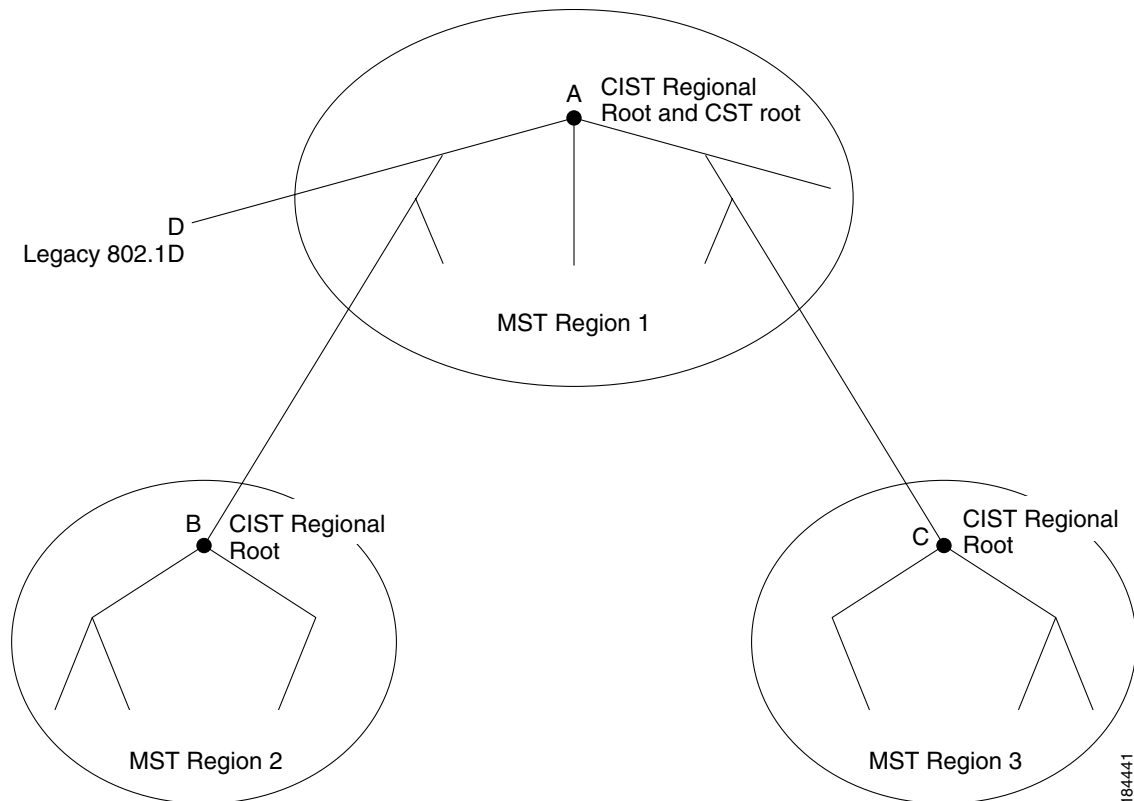 A
CIST Regional
Root and CST root
D
Legacy 802.1D
MST Region 1
B
CIST Regional
Root
C
CIST Regional
Root
MST Region 2
MST Region 3
184441